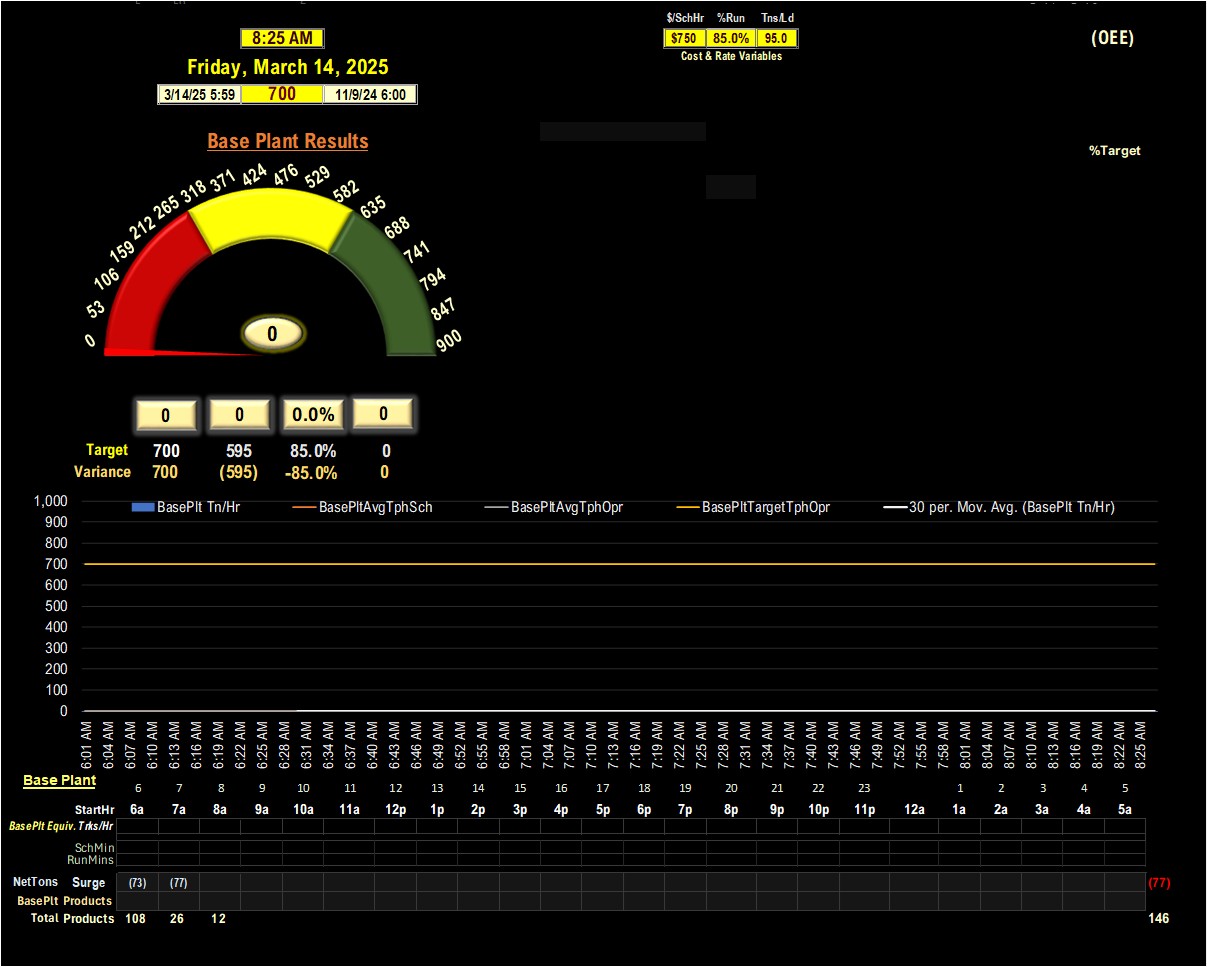 $/SchHr %Run Tns/Ld
8:25 AM $750 85.0% 95.0 (OEE)
Cost & Rate Variables
Friday, March 14, 2025
3/14/25 5:59 700 11/9/24 6:00
Base Plant Results
%Target
0 53 106 159 212 265 318 371 424 476 529 582 635 688 741 794 847 900
0
0 0 0.0% 0
Target 700 595 85.0% 0
Variance 700 (595) -85.0% 0
BasePlt Tn/Hr BasePltAvgTphSch BasePltAvgTphOpr BasePltTargetTphOpr 30 per. Mov. Avg. (BasePlt Tn/Hr)
1,000
900
800
700
600
500
400
300
200
100
0
6:01 AM 6:04 AM 6:07 AM 6:10 AM 6:13 AM 6:16 AM 6:19 AM 6:22 AM 6:25 AM 6:28 AM 6:31 AM 6:34 AM 6:37 AM 6:40 AM 6:43 AM 6:46 AM 6:49 AM 6:52 AM 6:55 AM 6:58 AM 7:01 AM 7:04 AM 7:07 AM 7:10 AM 7:13 AM 7:16 AM 7:19 AM 7:22 AM 7:25 AM 7:28 AM 7:31 AM 7:34 AM 7:37 AM 7:40 AM 7:43 AM 7:46 AM 7:49 AM 7:52 AM 7:55 AM 7:58 AM 8:01 AM 8:04 AM 8:07 AM 8:10 AM 8:13 AM 8:16 AM 8:19 AM 8:22 AM 8:25 AM
Base Plant
6 7 8 9 10 11 12 13 14 15 16 17 18 19 20 21 22 23 1 2 3 4 5
StartHr 6a 7a 8a 9a 10a 11a 12p 1p 2p 3p 4p 5p 6p 7p 8p 9p 10p 11p 12a 1a 2a 3a 4a 5a
BasePlt Equiv. Trks/Hr
SchMin
RunMins
NetTons Surge (73) (77) (77)
BasePlt Products
Total Products 108 26 12 146